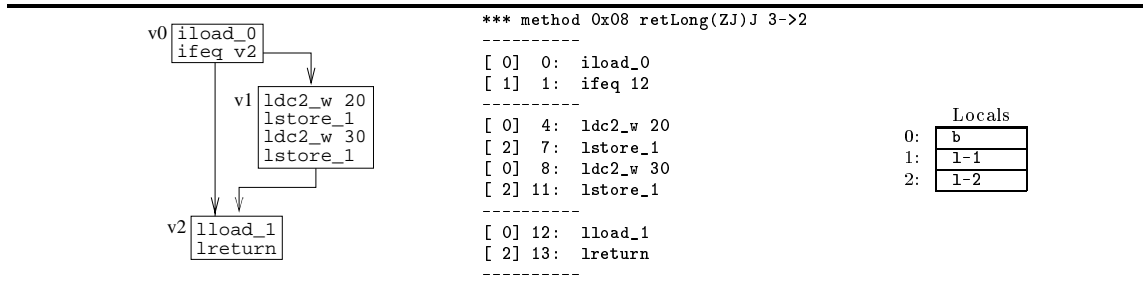 v0 iload_0
ifeq v2
v1 ldc2_w 20
lstore_1
ldc2_w 30
lstore_1
v2 lload_1
lreturn
*** method 0x08 retLong(ZJ)J 3->2
----------
[ 0] 0: iload_0
[ 1] 1: ifeq 12
----------
[ 0] 4: ldc2_w 20
[ 2] 7: lstore_1
[ 0] 8: ldc2_w 30
[ 2] 11: lstore_1
----------
[ 0] 12: lload_1
[ 2] 13: lreturn
----------
Locals
0: b
1: l-1
2: l-2